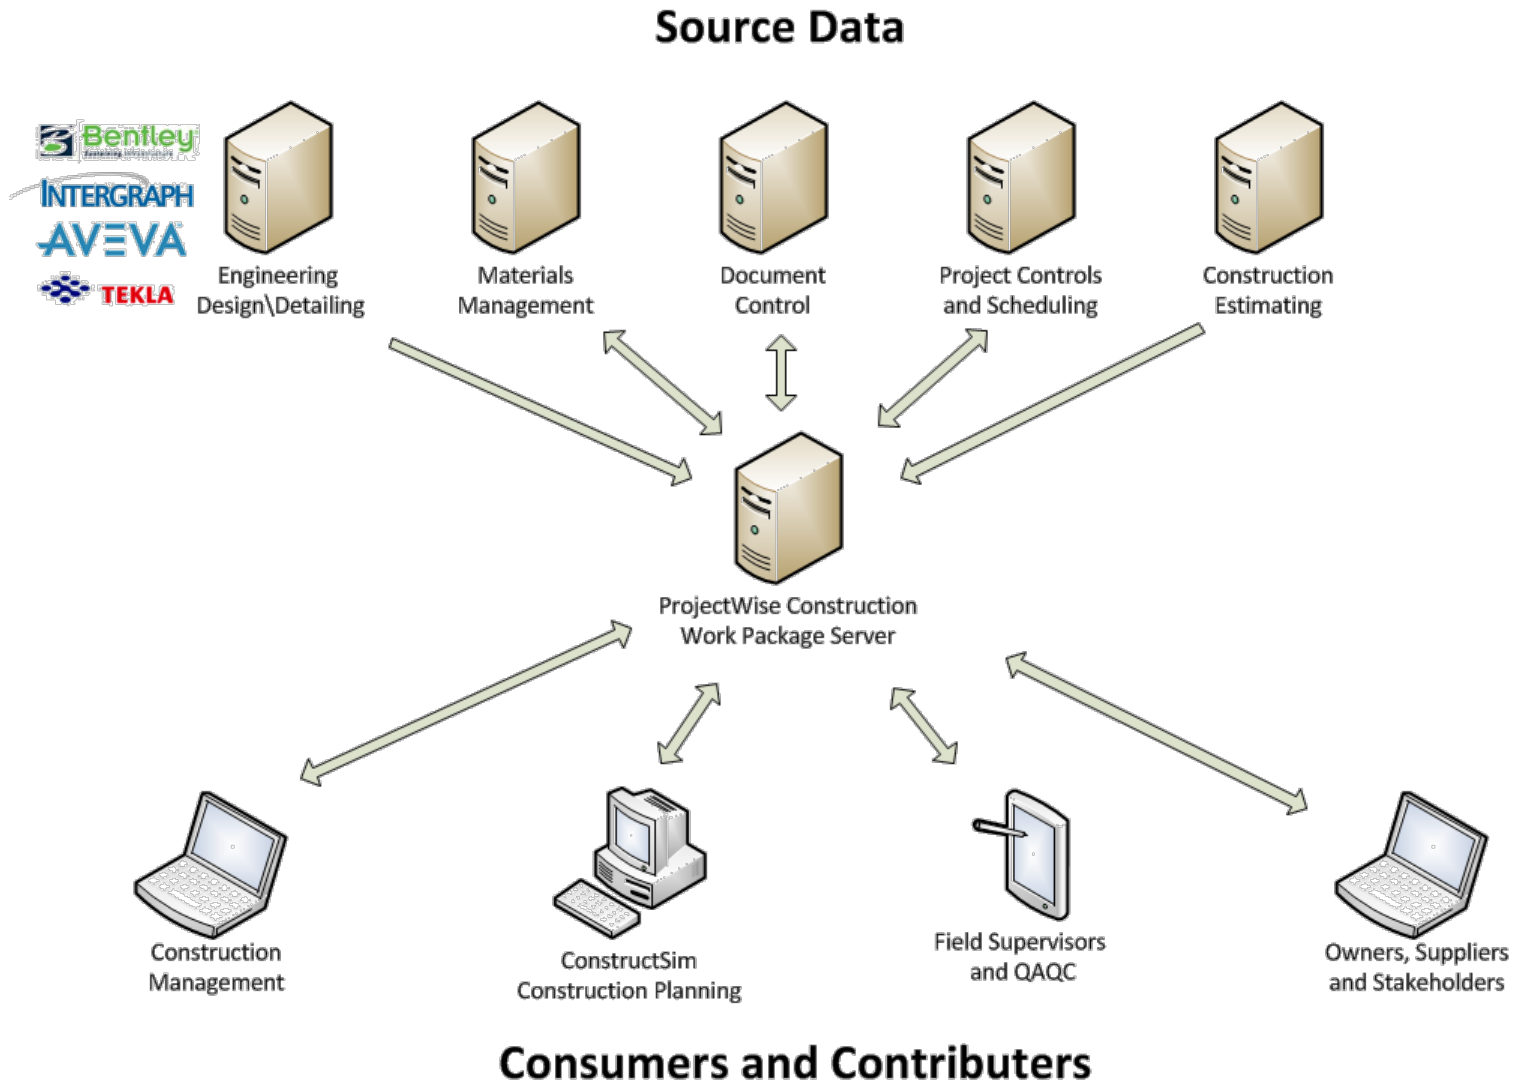 Source Data
Bentley
Sustaining Infrastructure
INTERGRAPH
AVEVA
TEKLA
Engineering
Design\Detailing
Materials
Management
Document
Control
Project Controls
and Scheduling
Construction
Estimating
ProjectWise Construction
Work Package Server
Construction
Management
ConstructSim
Construction Planning
Field Supervisors
and QAQC
Owners, Suppliers
and Stakeholders
Consumers and Contributers